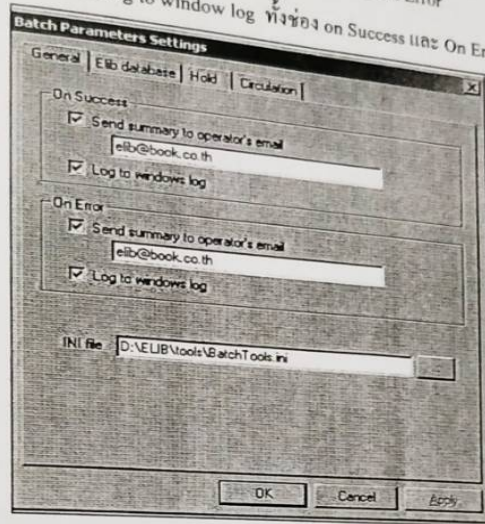 to window log ทั้งช่อง on Success และ On Er
Batch Parameters Settings
General Elib database Hold Circulation
On Success
Send summary to operator's email
elib@book.co.th
Log to windows log
On Error
Send summary to operator's email
elib@book.co.th
Log to windows log
INI file D:\ELIB\tools\BatchTools.ini ...
OK Cancel Apply